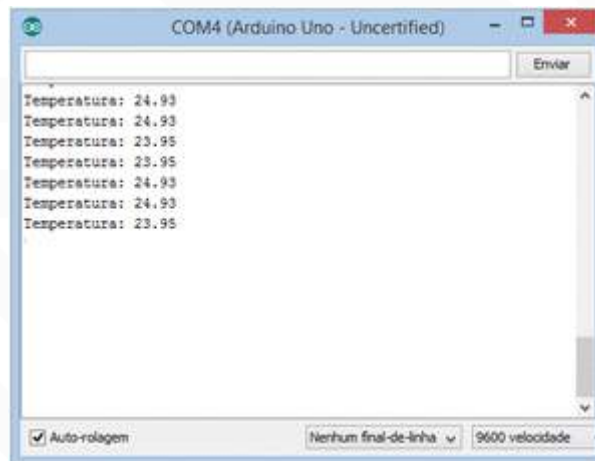 COM4 (Arduino Uno - Uncertified)
Enviar
Temperatura: 24.93
Temperatura: 24.93
Temperatura: 23.95
Temperatura: 23.95
Temperatura: 24.93
Temperatura: 24.93
Temperatura: 23.95
Auto-rolagem
Nenhum final-de-linha
9600 velocidade